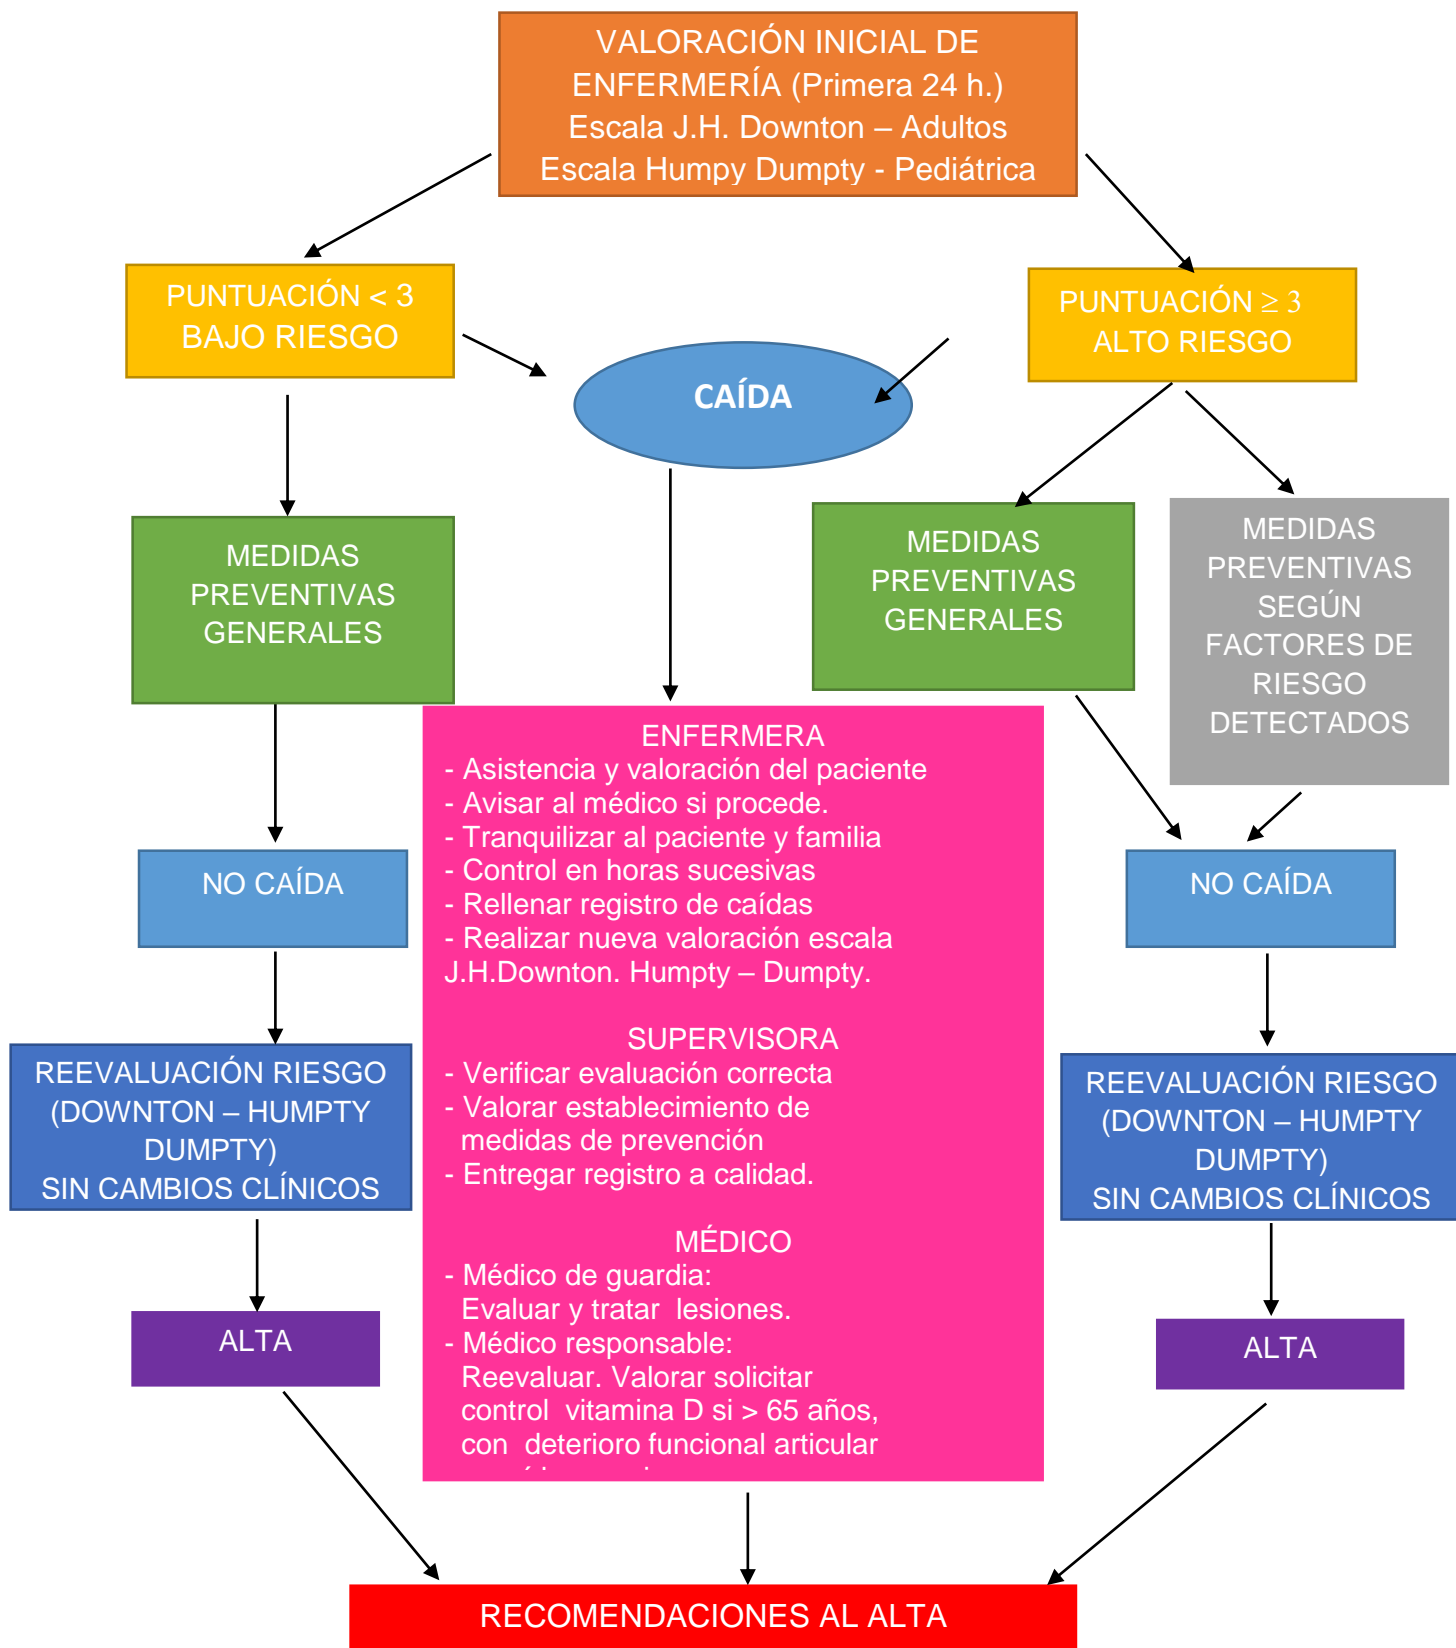 VALORACIÓN INICIAL DE
ENFERMERÍA (Primera 24 h.)
Escala J.H. Downton – Adultos
Escala Humpy Dumpty - Pediátrica
PUNTUACIÓN < 3
BAJO RIESGO
PUNTUACIÓN ≥ 3
ALTO RIESGO
CAÍDA
MEDIDAS
PREVENTIVAS
GENERALES
MEDIDAS
PREVENTIVAS
GENERALES
MEDIDAS
PREVENTIVAS
SEGÚN
FACTORES DE
RIESGO
DETECTADOS
ENFERMERA
- Asistencia y valoración del paciente
- Avisar al médico si procede.
- Tranquilizar al paciente y familia
- Control en horas sucesivas
- Rellenar registro de caídas
- Realizar nueva valoración escala
J.H.Downton. Humpty – Dumpty.
SUPERVISORA
- Verificar evaluación correcta
- Valorar establecimiento de
medidas de prevención
- Entregar registro a calidad.
MÉDICO
- Médico de guardia:
Evaluar y tratar lesiones.
- Médico responsable:
Reevaluar. Valorar solicitar
control vitamina D si > 65 años,
con deterioro funcional articular
NO CAÍDA
NO CAÍDA
REEVALUACIÓN RIESGO
(DOWNTON – HUMPTY
DUMPTY)
SIN CAMBIOS CLÍNICOS
REEVALUACIÓN RIESGO
(DOWNTON – HUMPTY
DUMPTY)
SIN CAMBIOS CLÍNICOS
ALTA
ALTA
RECOMENDACIONES AL ALTA